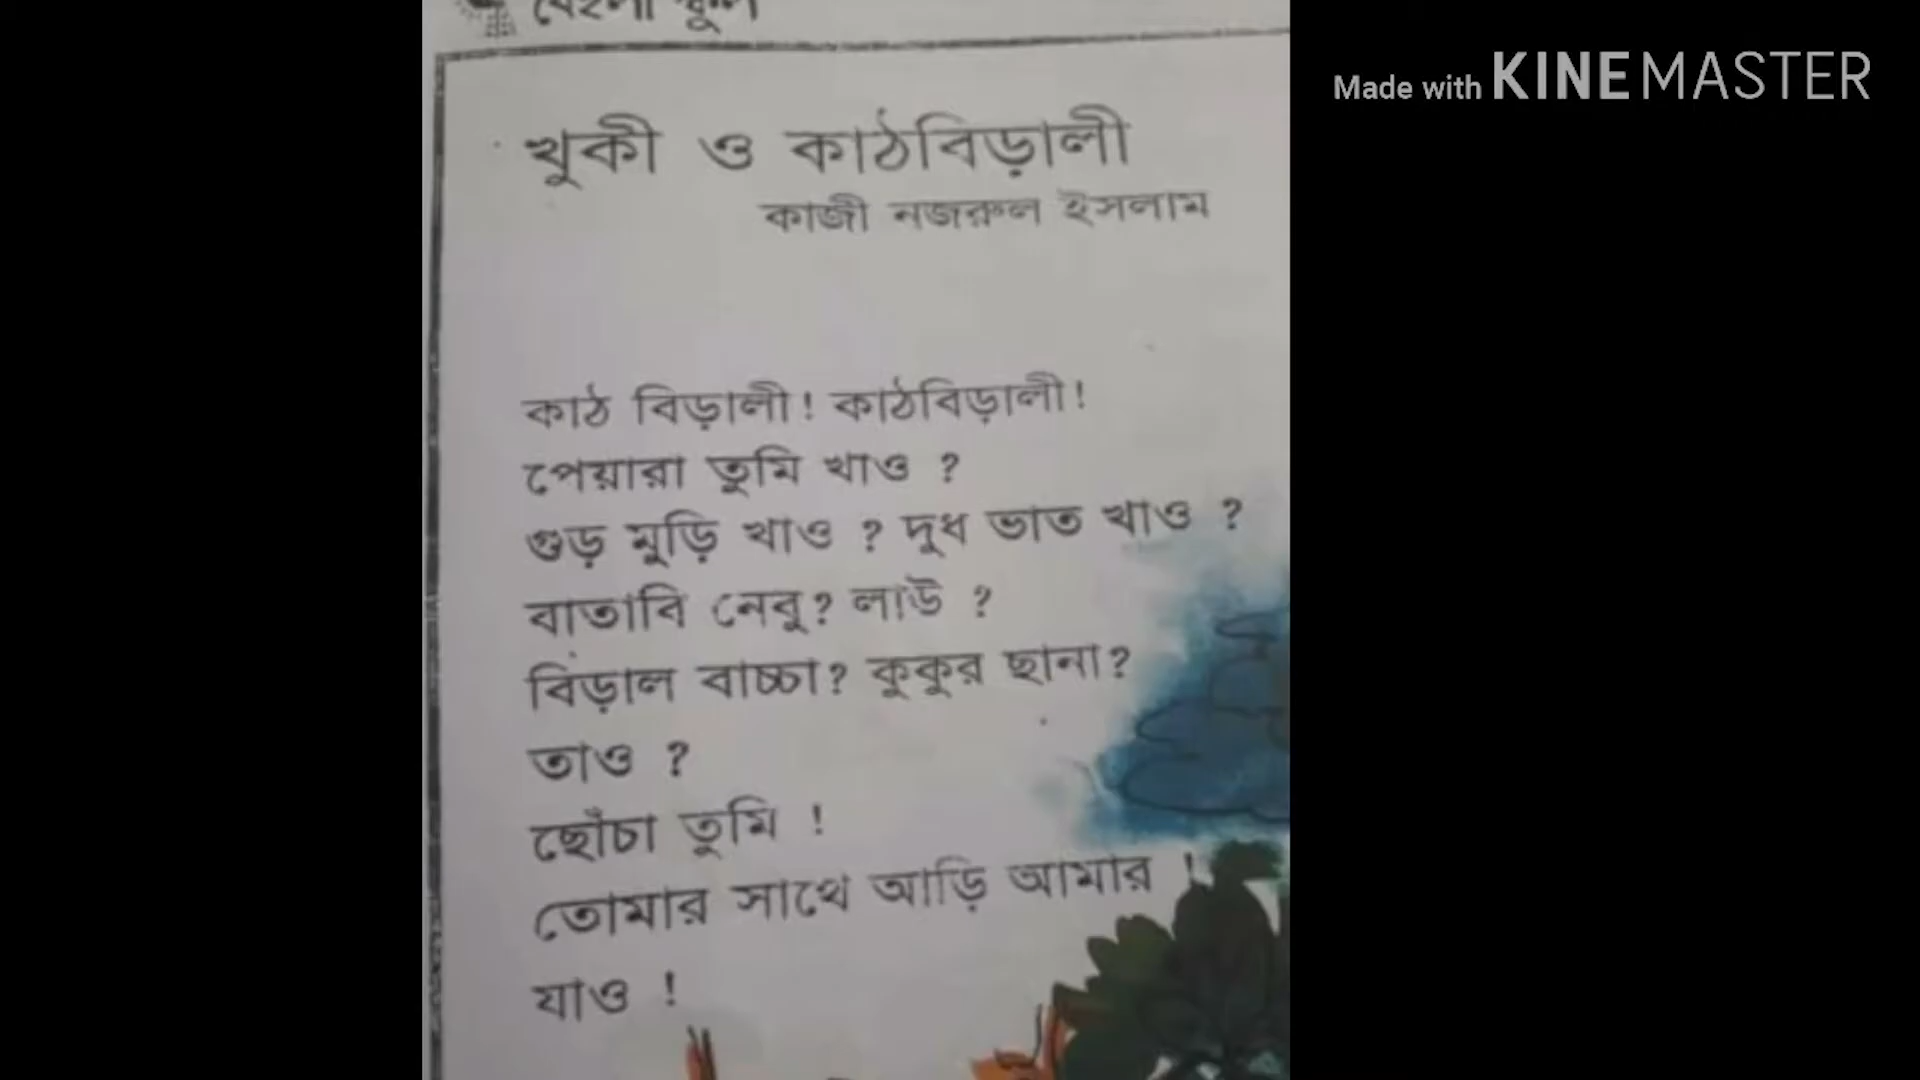 Made with KINEMASTER
খুকী ও কাঠবিড়ালী
কাজী নজরুল ইসলাম
কাঠ বিড়ালী! কাঠবিড়ালী!
পেয়ারা তুমি খাও ?
গুড় মুড়ি খাও ? দুধ ভাত খাও ?
বাতাবি নেবু? লাউ ?
বিড়াল বাচ্চা? কুকুর ছানা?
তাও ?
ছোঁচা তুমি !
তোমার সাথে আড়ি আমার !
যাও !